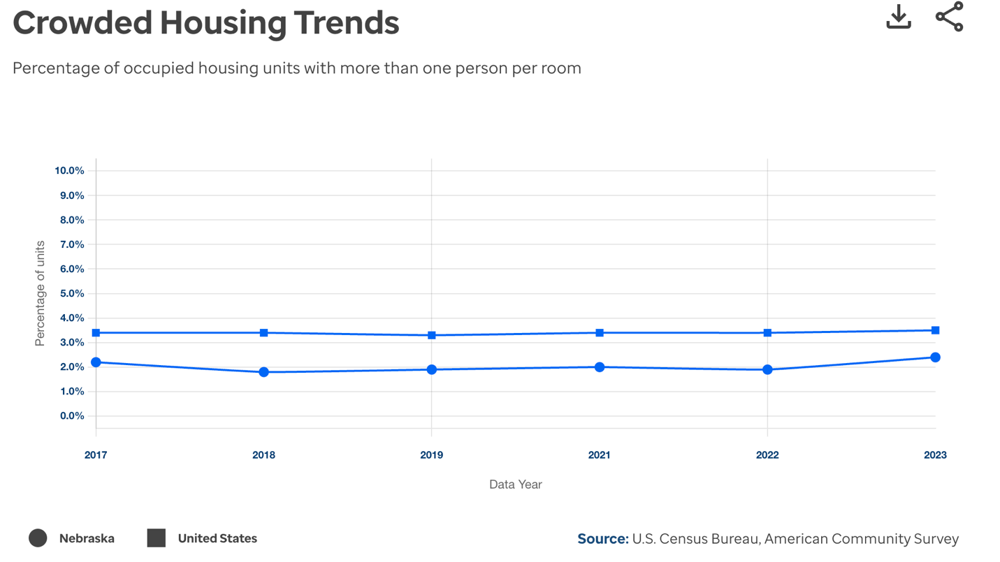 Crowded Housing Trends
Percentage of occupied housing units with more than one person per room
10.0%
9.0%
8.0%
7.0%
6.0%
5.0%
4.0%
3.0%
2.0%
1.0%
0.0%
Percentage of units
2017 2018 2019 2021 2022 2023
Data Year
Nebraska United States
Source: U.S. Census Bureau, American Community Survey